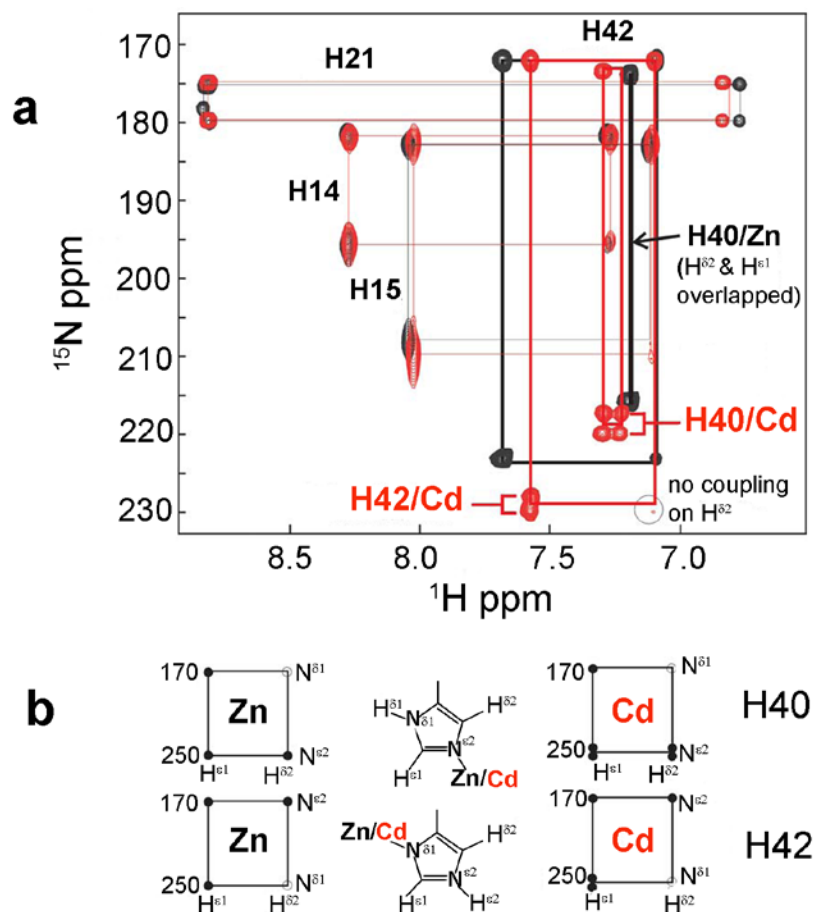 a
H21
H42
H14
H15
H40/Zn
(Hδ2 & Hε1
overlapped)
H40/Cd
H42/Cd
no coupling
on Hδ2
15N ppm
170
180
190
200
210
220
230
8.5 8.0 7.5 7.0
1H ppm
b
170 Nδ1
Zn
250 Nε2
Hε1 Hδ2
Hδ1 N δ1 Hδ2
N ε2
Hε1 Zn/Cd
170 Nδ1
Cd
250 Nε2
Hε1 Hδ2
H40
170 Nε2
Zn
250 Nδ1
Hε1 Hδ2
Zn/Cd
N δ1 Hδ2
N ε2
Hε1 Hε2
170 Nε2
Cd
250 Nδ1
Hε1 Hδ2
H42